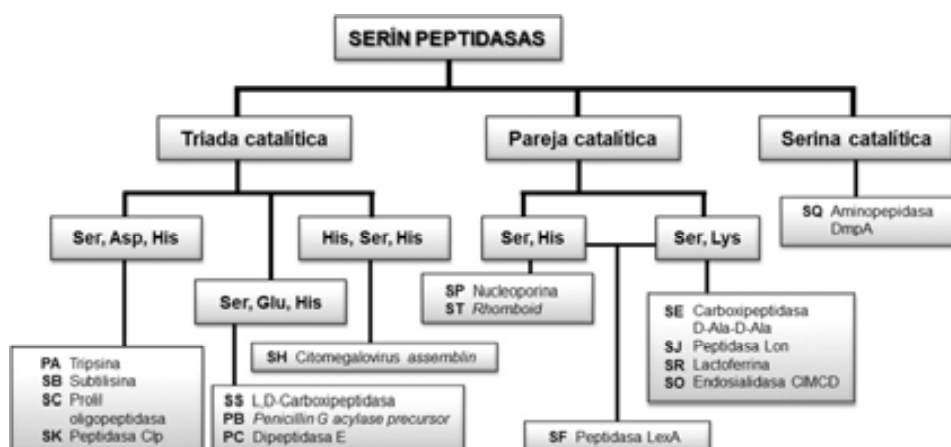 SERÍN PEPTIDASAS
Triada catalítica
Pareja catalítica
Serina catalítica
Ser, Asp, His
His, Ser, His
Ser, Glu, His
Ser, His
Ser, Lys
SQ Aminopepidasa
DmpA
PA Tripsina
SB Subtilisina
SC Prolil
oligopeptidasa
SK Peptidasa Clp
SS L,D-Carboxipeptidasa
PB Penicillin G acylase precursor
PC Dipeptidasa E
SH Citomegalovirus assemblin
SP Nucleoporina
ST Rhomboid
SF Peptidasa LexA
SE Carboxipeptidasa
D-Ala-D-Ala
SJ Peptidasa Lon
SR Lactoferrina
SO Endosialidasa CIMCD